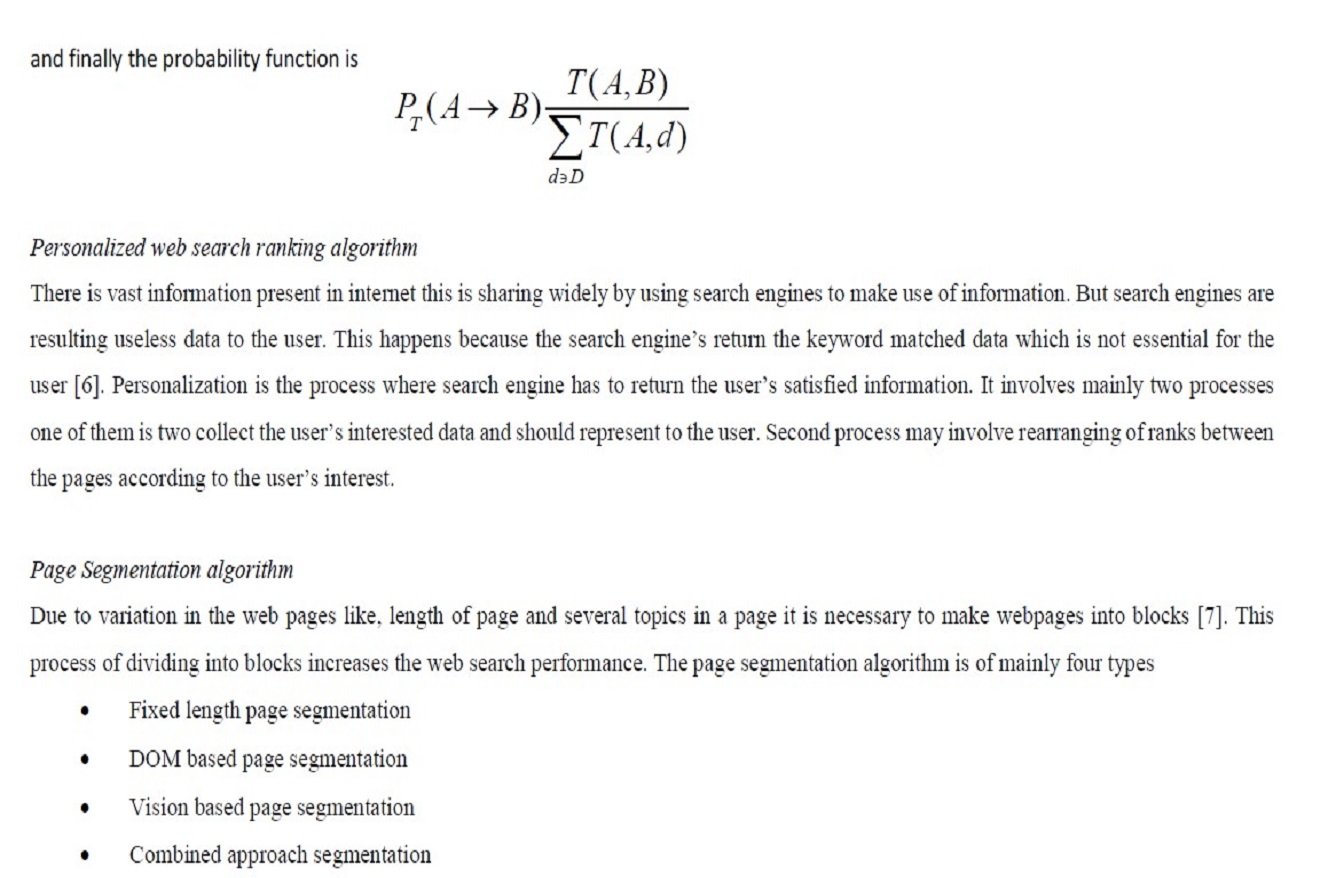 and finally the probability function is
P_T(A → B) T(A,B) / ∑_{d∍D} T(A,d)
Personalized web search ranking algorithm
There is vast information present in internet this is sharing widely by using search engines to make use of information. But search engines are
resulting useless data to the user. This happens because the search engine's return the keyword matched data which is not essential for the
user [6]. Personalization is the process where search engine has to return the user's satisfied information. It involves mainly two processes
one of them is two collect the user's interested data and should represent to the user. Second process may involve rearranging of ranks between
the pages according to the user's interest.
Page Segmentation algorithm
Due to variation in the web pages like, length of page and several topics in a page it is necessary to make webpages into blocks [7]. This
process of dividing into blocks increases the web search performance. The page segmentation algorithm is of mainly four types
• Fixed length page segmentation
• DOM based page segmentation
• Vision based page segmentation
• Combined approach segmentation